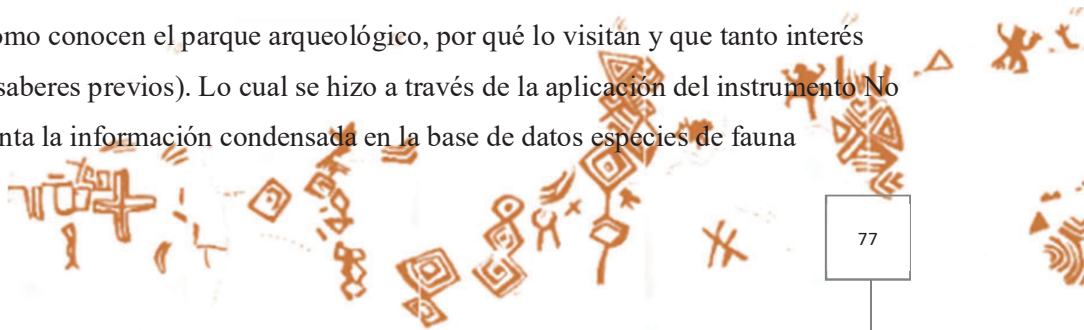 omo conocen el parque arqueológico, por qué lo visitan y que tanto interés
saberes previos). Lo cual se hizo a través de la aplicación del instrumento No
nta la información condensada en la base de datos especies de fauna
77